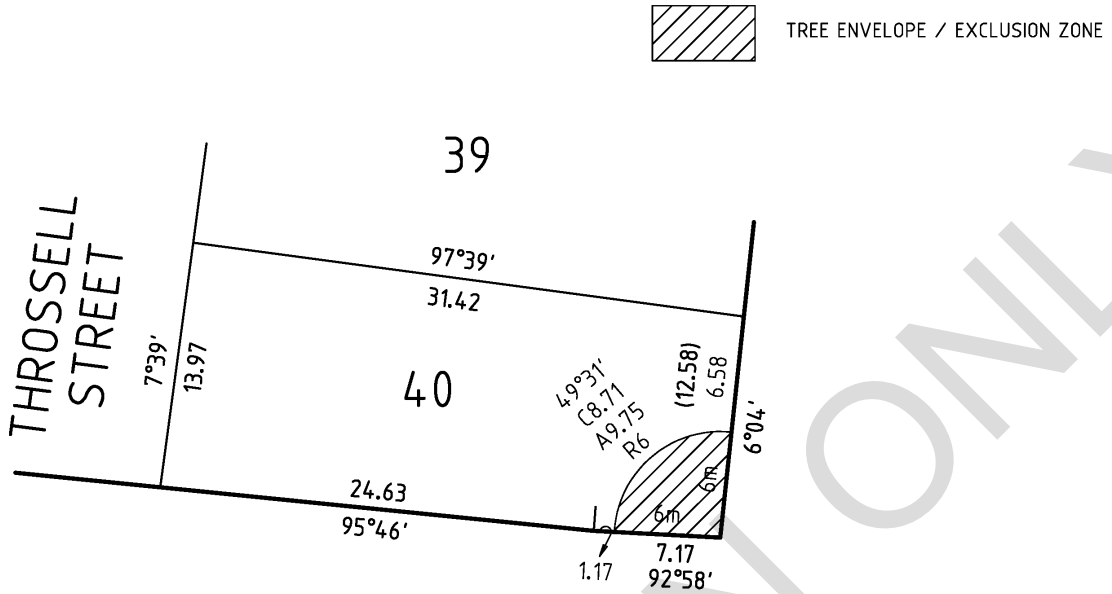 TREE ENVELOPE / EXCLUSION ZONE
39
THROSSELL
STREET
97°39'
31.42
7°39'
13.97
40
49°31'
C8.71
A9.75
R6
(12.58)
6.58
6°04'
6m
6m
24.63
95°46'
1.17
7.17
92°58'
ONLY